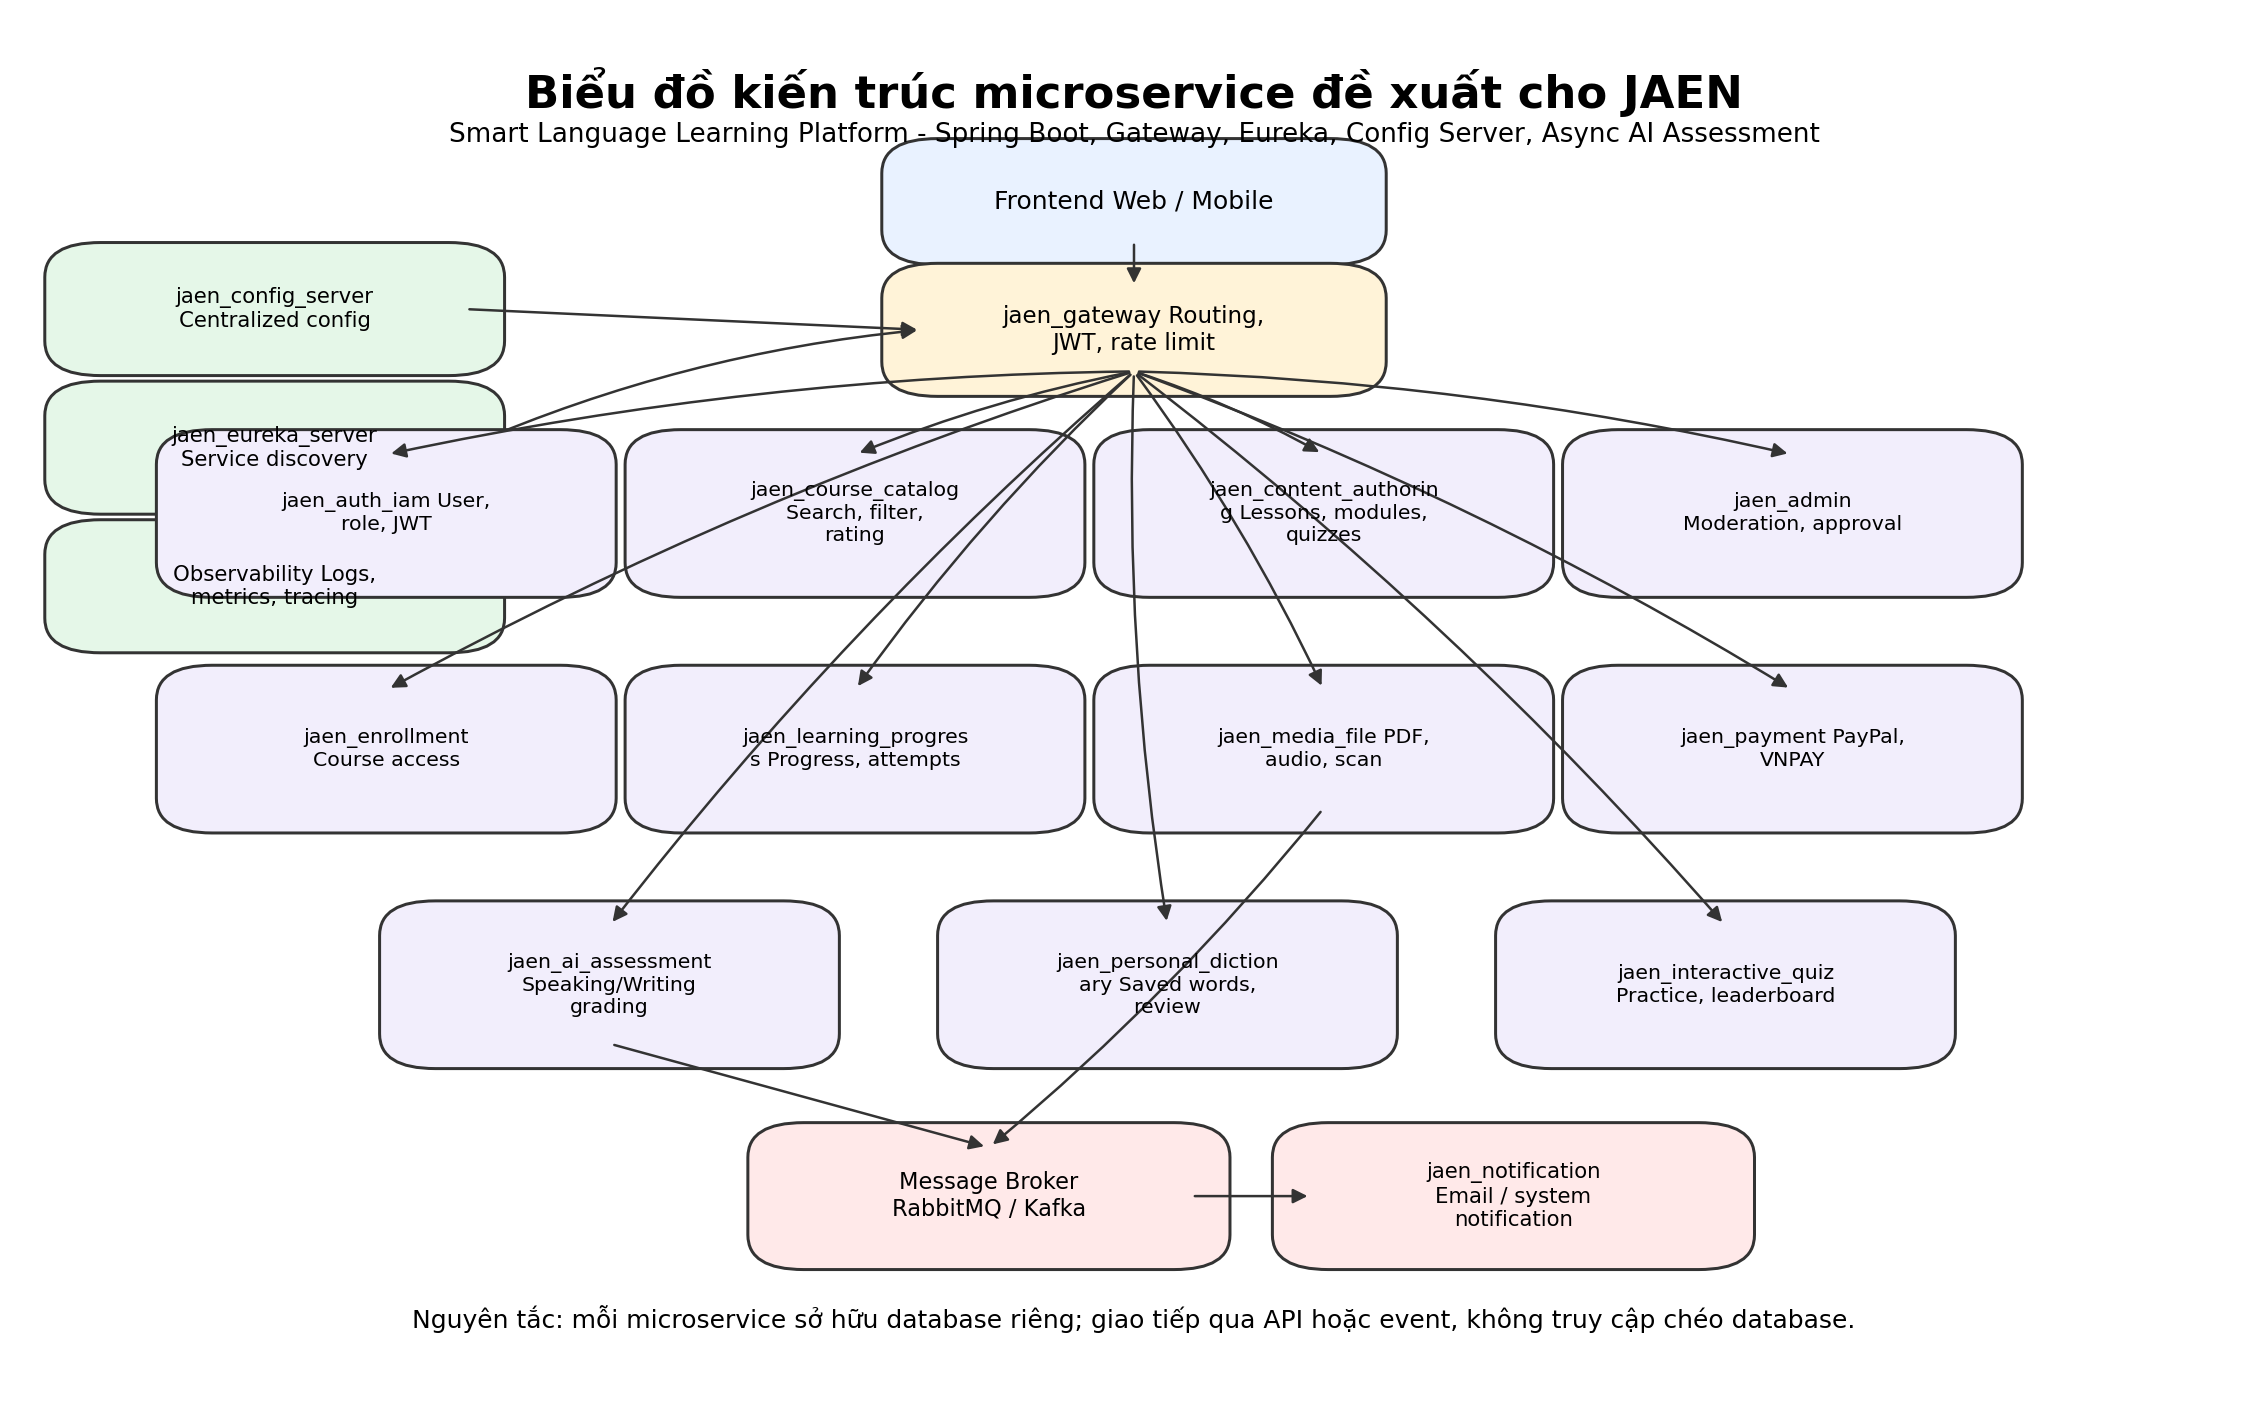 Biểu đồ kiến trúc microservice đề xuất cho JAEN
Smart Language Learning Platform - Spring Boot, Gateway, Eureka, Config Server, Async AI Assessment
Frontend Web / Mobile
jaen_config_server
Centralized config
jaen_gateway Routing,
JWT, rate limit
jaen_eureka_server
Service discovery
jaen_auth_iam User,
role, JWT
jaen_course_catalog
Search, filter,
rating
jaen_content_authorin
g Lessons, modules,
quizzes
jaen_admin
Moderation, approval
Observability Logs,
metrics, tracing
jaen_enrollment
Course access
jaen_learning_progres
s Progress, attempts
jaen_media_file PDF,
audio, scan
jaen_payment PayPal,
VNPAY
jaen_ai_assessment
Speaking/Writing
grading
jaen_personal_diction
ary Saved words,
review
jaen_interactive_quiz
Practice, leaderboard
Message Broker
RabbitMQ / Kafka
jaen_notification
Email / system
notification
Nguyên tắc: mỗi microservice sở hữu database riêng; giao tiếp qua API hoặc event, không truy cập chéo database.